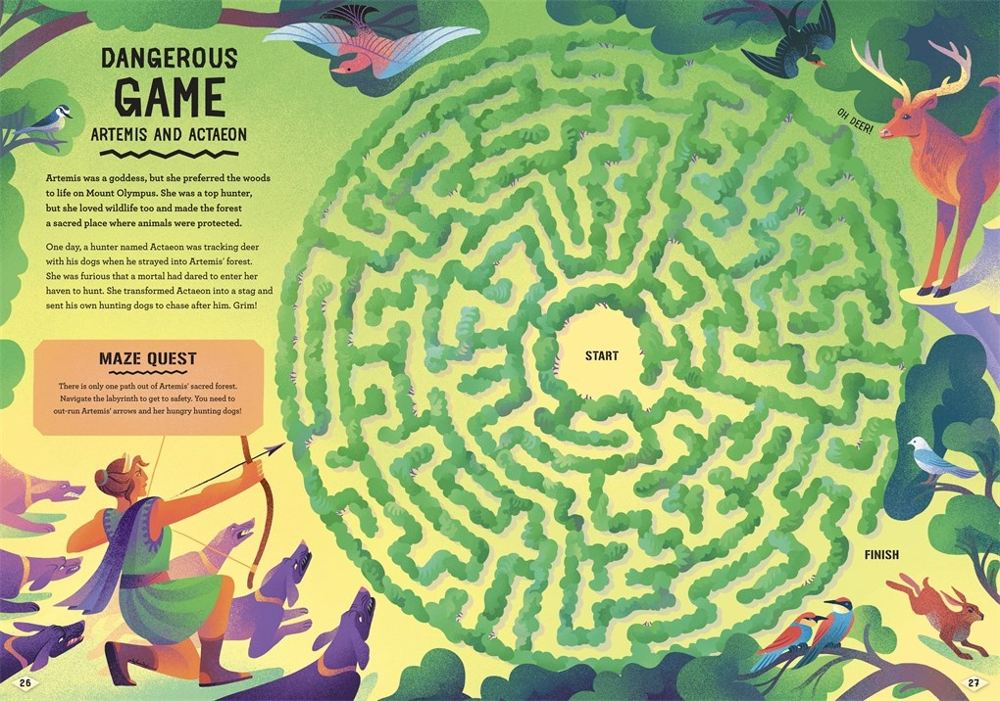 DANGEROUS
GAME
ARTEMIS AND ACTAEON
Artemis was a goddess, but she preferred the woods
to life on Mount Olympus. She was a top hunter,
but she loved wildlife too and made the forest
a sacred place where animals were protected.
One day, a hunter named Actaeon was tracking deer
with his dogs when he strayed into Artemis' forest.
She was furious that a mortal had dared to enter her
haven to hunt. She transformed Actaeon into a stag and
sent his own hunting dogs to chase after him. Grim!
MAZE QUEST
There is only one path out of Artemis' sacred forest.
Navigate the labyrinth to get to safety. You need to
out-run Artemis' arrows and her hungry hunting dogs!
OH DEER!
START
FINISH
26
27